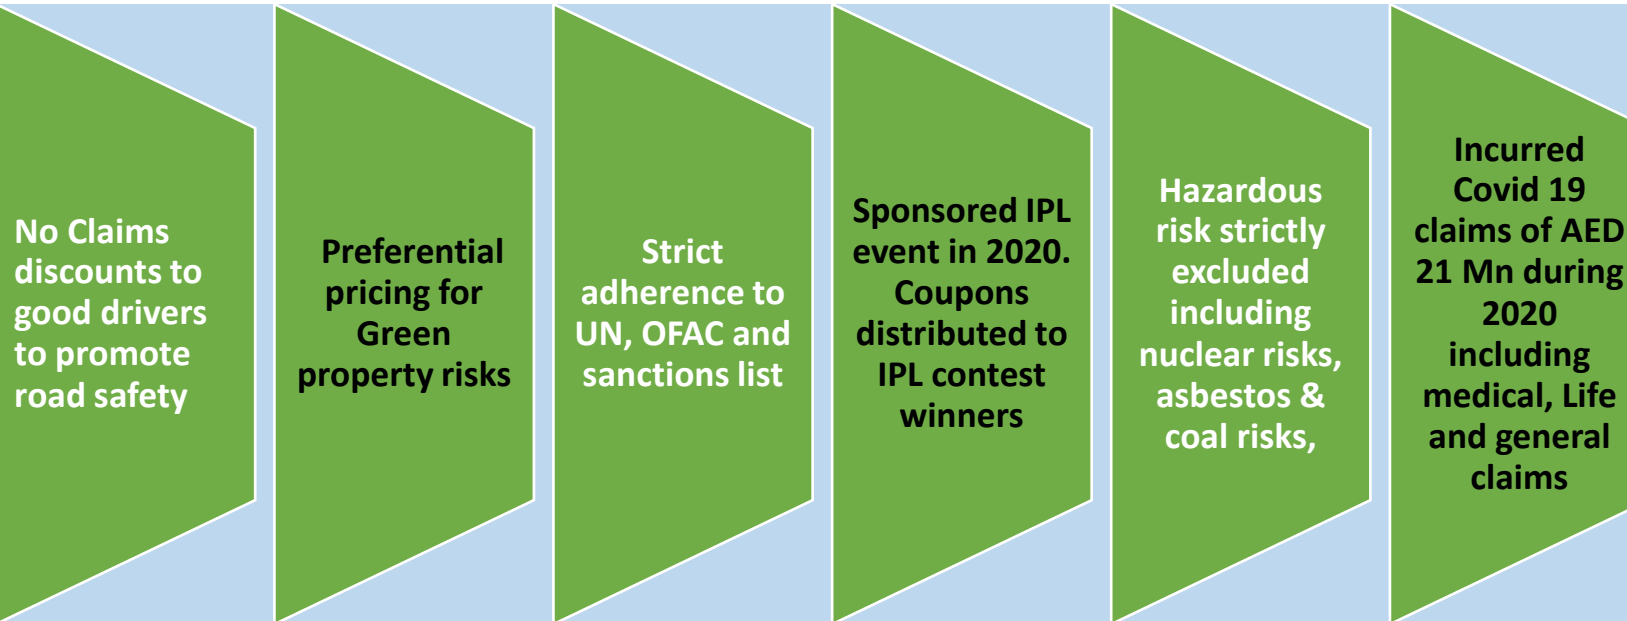 No Claims
discounts to
good drivers
to promote
road safety
Preferential
pricing for
Green
property risks
Strict
adherence to
UN, OFAC and
sanctions list
Sponsored IPL
event in 2020.
Coupons
distributed to
IPL contest
winners
Hazardous
risk strictly
excluded
including
nuclear risks,
asbestos &
coal risks,
Incurred
Covid 19
claims of AED
21 Mn during
2020
including
medical, Life
and general
claims